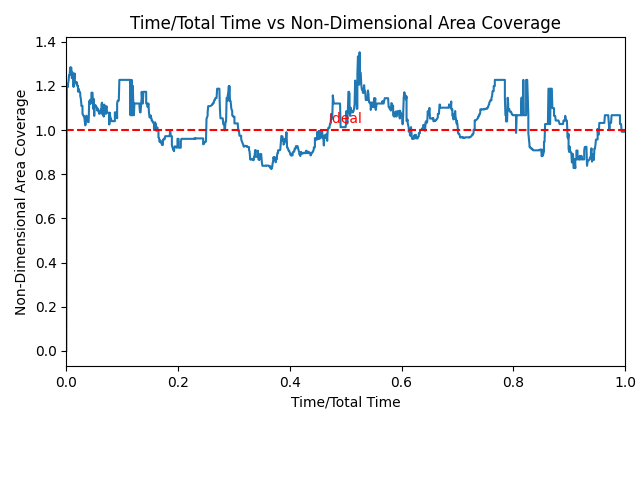 Time/Total Time vs Non-Dimensional Area Coverage
1.4
1.2
1.0
0.8
0.6
0.4
0.2
0.0
Non-Dimensional Area Coverage
Ideal
0.0 0.2 0.4 0.6 0.8 1.0
Time/Total Time